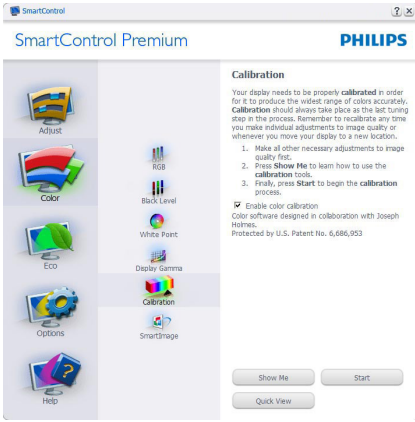 SmartControl
? x
SmartControl Premium
PHILIPS
Adjust
Color
Eco
Options
Help
RGB
Black Level
White Point
Display Gamma
Calibration
SmartImage
Calibration
Your display needs to be properly calibrated in order
for it to produce the widest range of colors accurately.
Calibration should always take place as the last tuning
step in the process. Remember to recalibrate any time
you make individual adjustments to image quality or
whenever you move your display to a new location.
1. Make all other necessary adjustments to image
quality first.
2. Press Show Me to learn how to use the
calibration tools.
3. Finally, press Start to begin the calibration
process.
Enable color calibration
Color software designed in collaboration with Joseph
Holmes.
Protected by U.S. Patent No. 6,686,953
Show Me
Start
Quick View